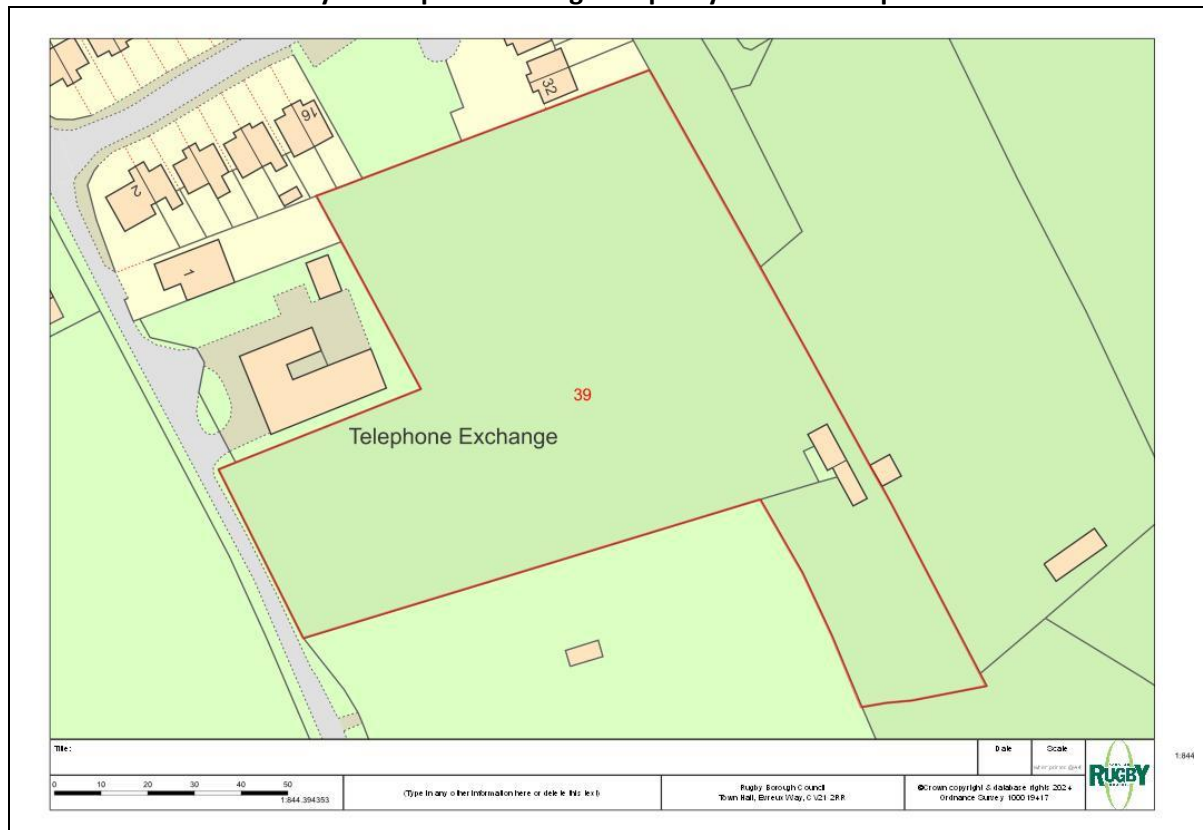 32
16
2
1
39
Telephone Exchange
Title:
Date
Scale
0 10 20 30 40 50
1:844.394353
(Type in any other information here or delete this text)
Rugby Borough Council
Town Hall, Evreux Way, CV21 2RR
©Crown copyright & database rights 2024
Ordnance Survey 100019417
RUGBY
1:844